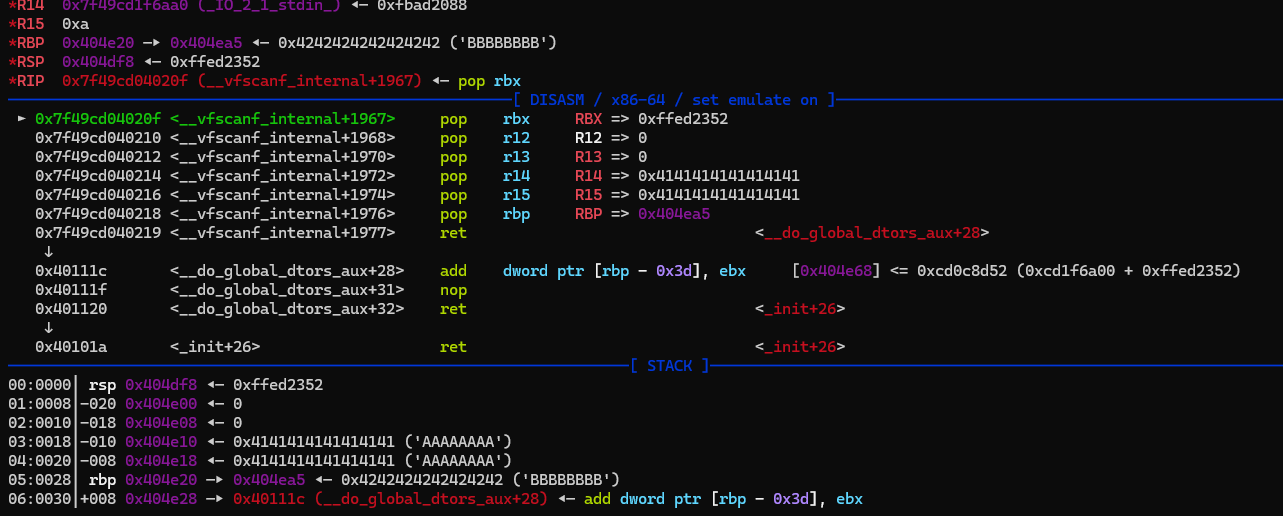 *R14  0x7f49cd1f6aa0 (_IO_2_1_stdin_) ◂— 0xfbad2088
*R15  0xa
*RBP  0x404e20 —▸ 0x404ea5 ◂— 0x4242424242424242 ('BBBBBBBB')
*RSP  0x404df8 ◂— 0xffed2352
*RIP  0x7f49cd04020f (__vfscanf_internal+1967) ◂— pop rbx
[ DISASM / x86-64 / set emulate on ]
► 0x7f49cd04020f <__vfscanf_internal+1967>    pop    rbx    RBX => 0xffed2352
0x7f49cd040210 <__vfscanf_internal+1968>    pop    r12    R12 => 0
0x7f49cd040212 <__vfscanf_internal+1970>    pop    r13    R13 => 0
0x7f49cd040214 <__vfscanf_internal+1972>    pop    r14    R14 => 0x4141414141414141
0x7f49cd040216 <__vfscanf_internal+1974>    pop    r15    R15 => 0x4141414141414141
0x7f49cd040218 <__vfscanf_internal+1976>    pop    rbp    RBP => 0x404ea5
0x7f49cd040219 <__vfscanf_internal+1977>    ret    <__do_global_dtors_aux+28>
↓
0x40111c    <__do_global_dtors_aux+28>    add    dword ptr [rbp - 0x3d], ebx    [0x404e68] <= 0xcd0c8d52 (0xcd1f6a00 + 0xffed2352)
0x40111f    <__do_global_dtors_aux+31>    nop
0x401120    <__do_global_dtors_aux+32>    ret    <_init+26>
↓
0x40101a    <_init+26>    ret    <_init+26>
[ STACK ]
00:0000│ rsp 0x404df8 ◂— 0xffed2352
01:0008│-020 0x404e00 ◂— 0
02:0010│-018 0x404e08 ◂— 0
03:0018│-010 0x404e10 ◂— 0x4141414141414141 ('AAAAAAAA')
04:0020│-008 0x404e18 ◂— 0x4141414141414141 ('AAAAAAAA')
05:0028│ rbp 0x404e20 —▸ 0x404ea5 ◂— 0x4242424242424242 ('BBBBBBBB')
06:0030│+008 0x404e28 —▸ 0x40111c (__do_global_dtors_aux+28) ◂— add dword ptr [rbp - 0x3d], ebx